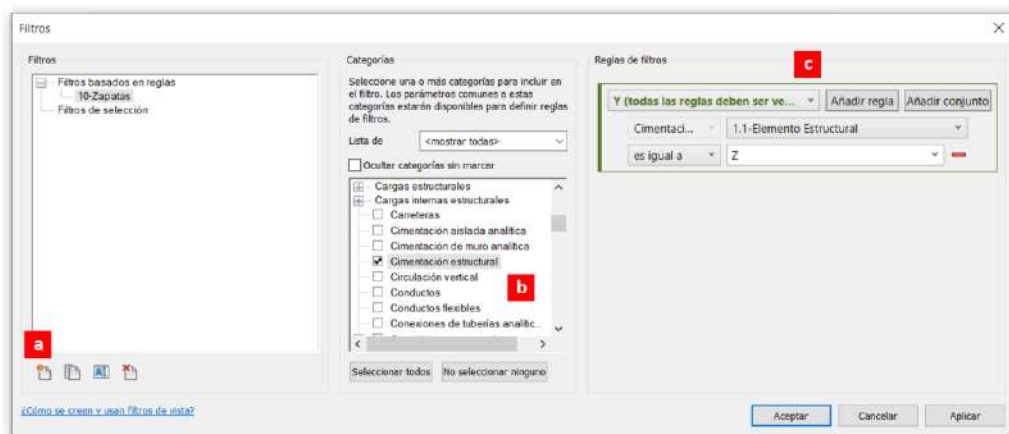 Filtros
Filtros
Filtros basados en reglas
10-Zapatas
Filtros de selección
a
¿Cómo se crean y usan filtros de vista?
Categorías
Seleccione una o más categorías para incluir en
el filtro. Los parámetros comunes a estas
categorías estarán disponibles para definir reglas
de filtros.
Lista de <mostrar todas>
Ocultar categorías sin marcar
Cargas estructurales
Cargas internas estructurales
Carreteras
Cimentación aislada analítica
Cimentación de muro analítica
Cimentación estructural
Circulación vertical
Conductos
Conductos flexibles
Conexiones de tuberías analític...
b
Seleccionar todos No seleccionar ninguno
Reglas de filtros
c
Y (todas las reglas deben ser ve... Añadir regla Añadir conjunto
Cimentaci... 1.1-Elemento Estructural
es igual a Z
Aceptar Cancelar Aplicar